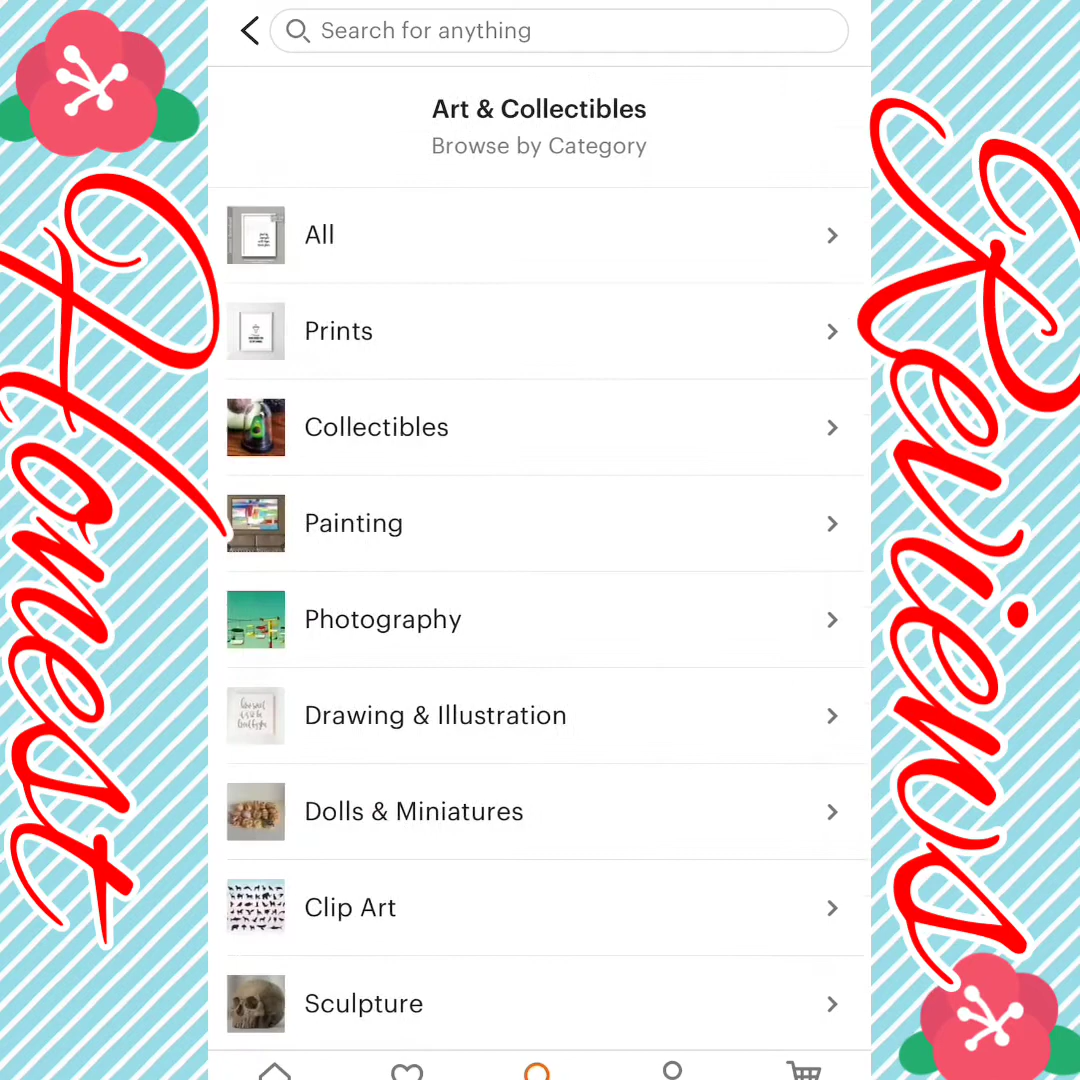 Search for anything
Art & Collectibles
Browse by Category
All
Prints
Collectibles
Painting
Photography
Drawing & Illustration
Dolls & Miniatures
Clip Art
Sculpture
Honest
Reviews